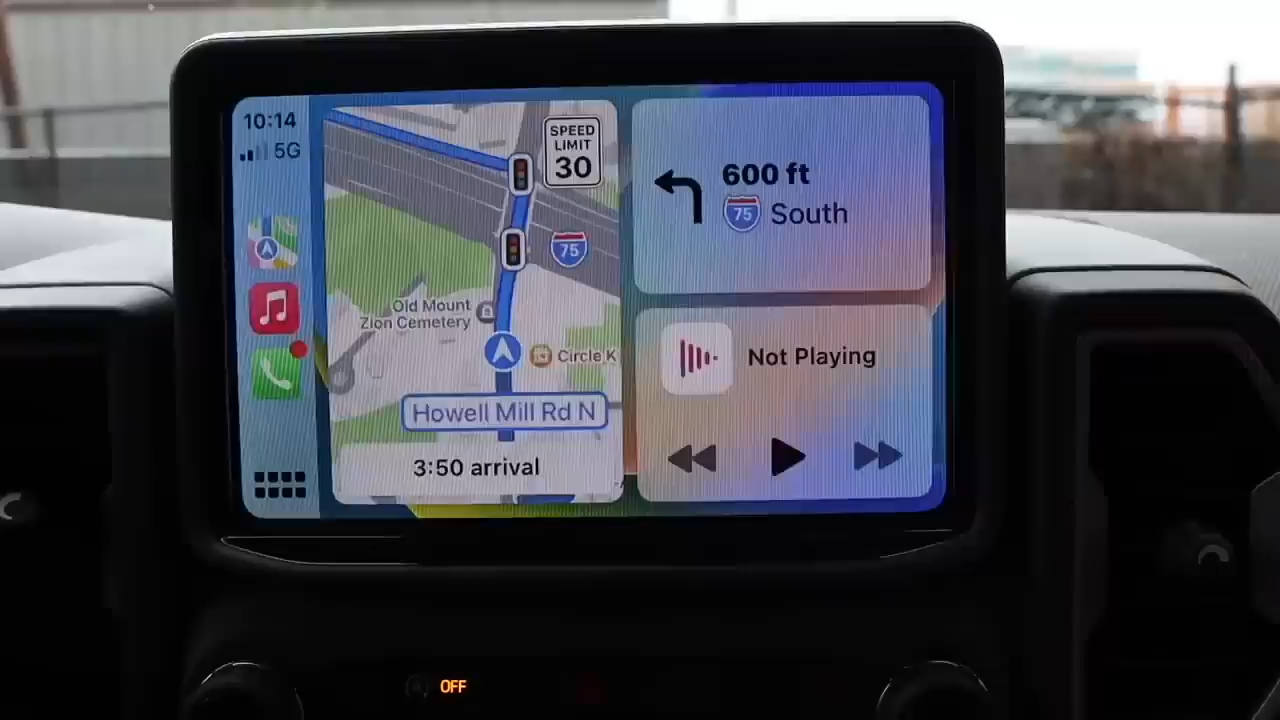 10:14
5G
SPEED
LIMIT
30
75
Old Mount
Zion Cemetery
Circle K
Howell Mill Rd N
3:50 arrival
600 ft
75 South
Not Playing
OFF